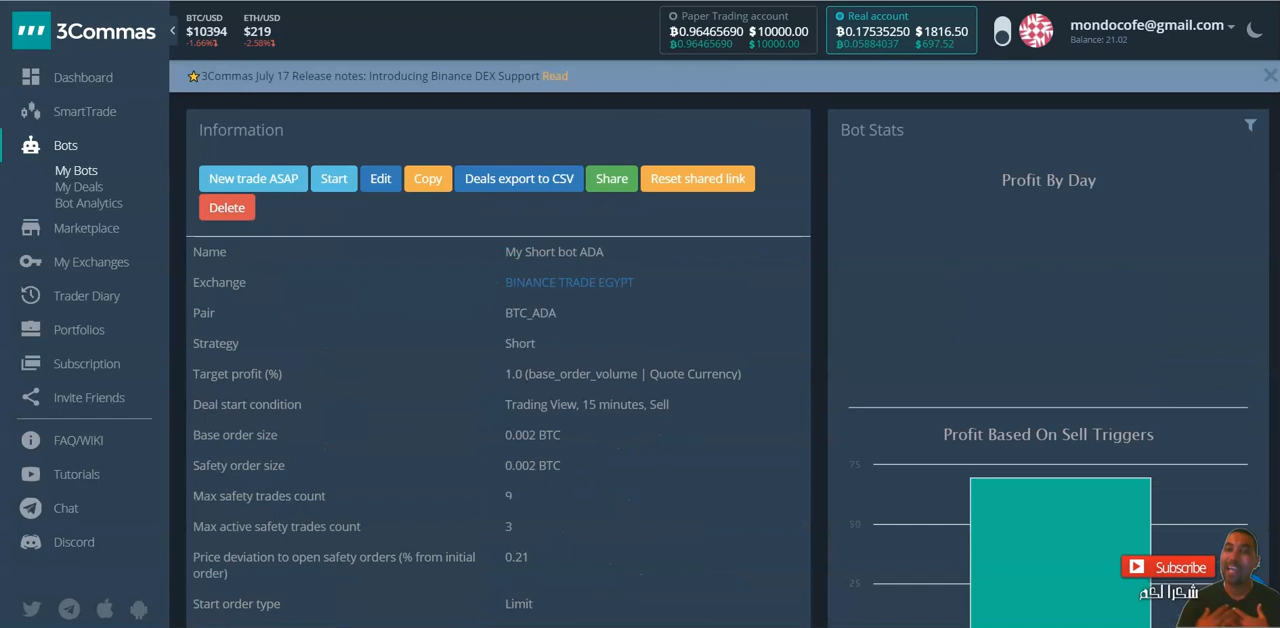 3Commas
BTC/USD
$10394
-1.66%
ETH/USD
$219
-2.58%
Paper Trading account
₿0.96465690 $10000.00
₿0.96465690 $10000.00
Real account
₿0.17535250 $1816.50
₿0.05884037 $697.52
mondocofe@gmail.com
Balance: 21.02
3Commas July 17 Release notes: Introducing Binance DEX Support Read
Dashboard
SmartTrade
Bots
My Bots
My Deals
Bot Analytics
Marketplace
My Exchanges
Trader Diary
Portfolios
Subscription
Invite Friends
FAQ/WIKI
Tutorials
Chat
Discord
Information
New trade ASAP Start Edit Copy Deals export to CSV Share Reset shared link
Delete
Name My Short bot ADA
Exchange BINANCE TRADE EGYPT
Pair BTC_ADA
Strategy Short
Target profit (%) 1.0 (base_order_volume | Quote Currency)
Deal start condition Trading View, 15 minutes, Sell
Base order size 0.002 BTC
Safety order size 0.002 BTC
Max safety trades count 9
Max active safety trades count 3
Price deviation to open safety orders (% from initial 0.21
order)
Start order type Limit
Bot Stats
Profit By Day
Profit Based On Sell Triggers
75
50
25
Subscribe
شكرا لكم